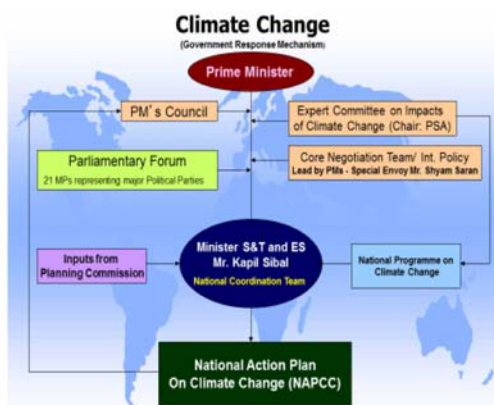 Climate Change
(Government Response Mechanism)
Prime Minister
PM's Council
Expert Committee on Impacts
of Climate Change (Chair: PSA)
Parliamentary Forum
21 MPs representing major Political Parties
Core Negotiation Team/ Int. Policy
Lead by PMs - Special Envoy Mr. Shyam Saran
Inputs from
Planning Commission
Minister S&T and ES
Mr. Kapil Sibal
National Coordination Team
National Programme on
Climate Change
National Action Plan
On Climate Change (NAPCC)